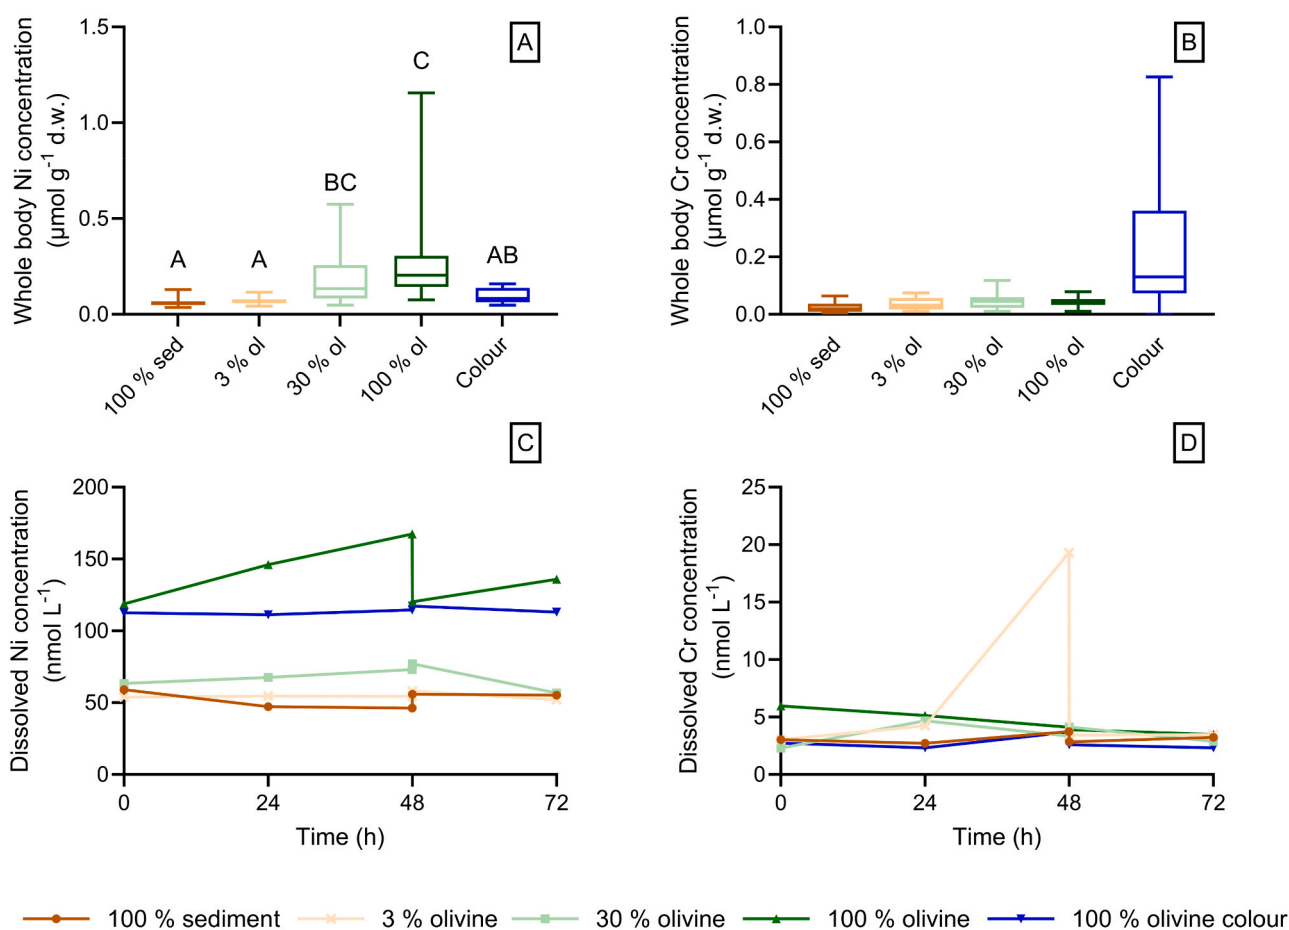 Whole body Ni concentration
(µmol g⁻¹ d.w.)
1.5
1.0
0.5
0.0
A
A
A
BC
C
AB
100 % sed
3 % ol
30 % ol
100 % ol
Colour
Whole body Cr concentration
(µmol g⁻¹ d.w.)
1.0
0.8
0.6
0.4
0.2
0.0
B
100 % sed
3 % ol
30 % ol
100 % ol
Colour
Dissolved Ni concentration
(nmol L⁻¹)
200
150
100
50
0
C
0 24 48 72
Time (h)
Dissolved Cr concentration
(nmol L⁻¹)
25
20
15
10
5
0
D
0 24 48 72
Time (h)
100 % sediment 3 % olivine 30 % olivine 100 % olivine 100 % olivine colour